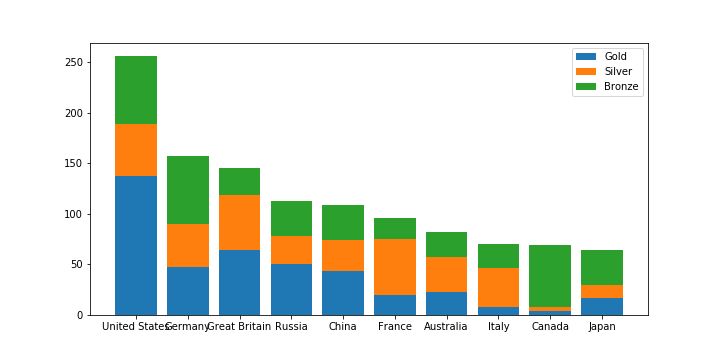 Gold
Silver
Bronze
250
200
150
100
50
0
United States Germany Great Britain Russia China France Australia Italy Canada Japan